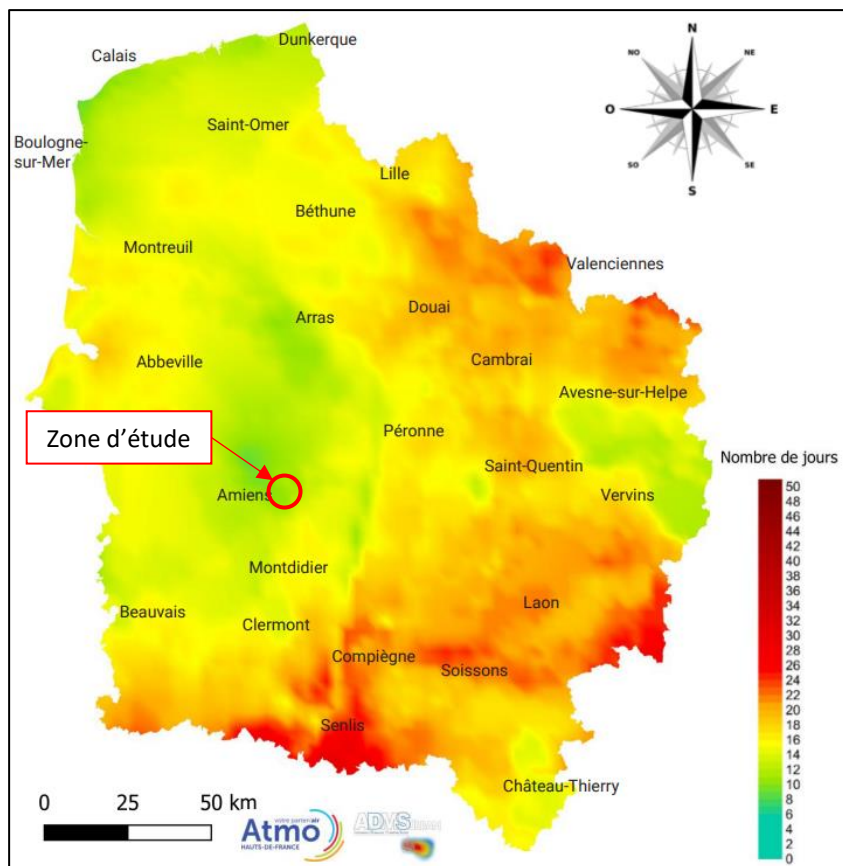 Dunkerque
Calais
N
NO
NE
O
E
SO
SE
S
Saint-Omer
Boulogne-
sur-Mer
Lille
Béthune
Montreuil
Valenciennes
Douai
Arras
Cambrai
Abbeville
Avesne-sur-Helpe
Péronne
Zone d’étude
Saint-Quentin
Nombre de jours
Amiens
Vervins
50
48
46
44
42
40
38
36
34
32
30
28
26
24
22
20
18
16
14
12
10
8
6
4
2
0
Montdidier
Laon
Beauvais
Clermont
Compiègne
Soissons
Senlis
Château-Thierry
0 25 50 km
votre partenair
Atmo
HAUTS-DE-FRANCE